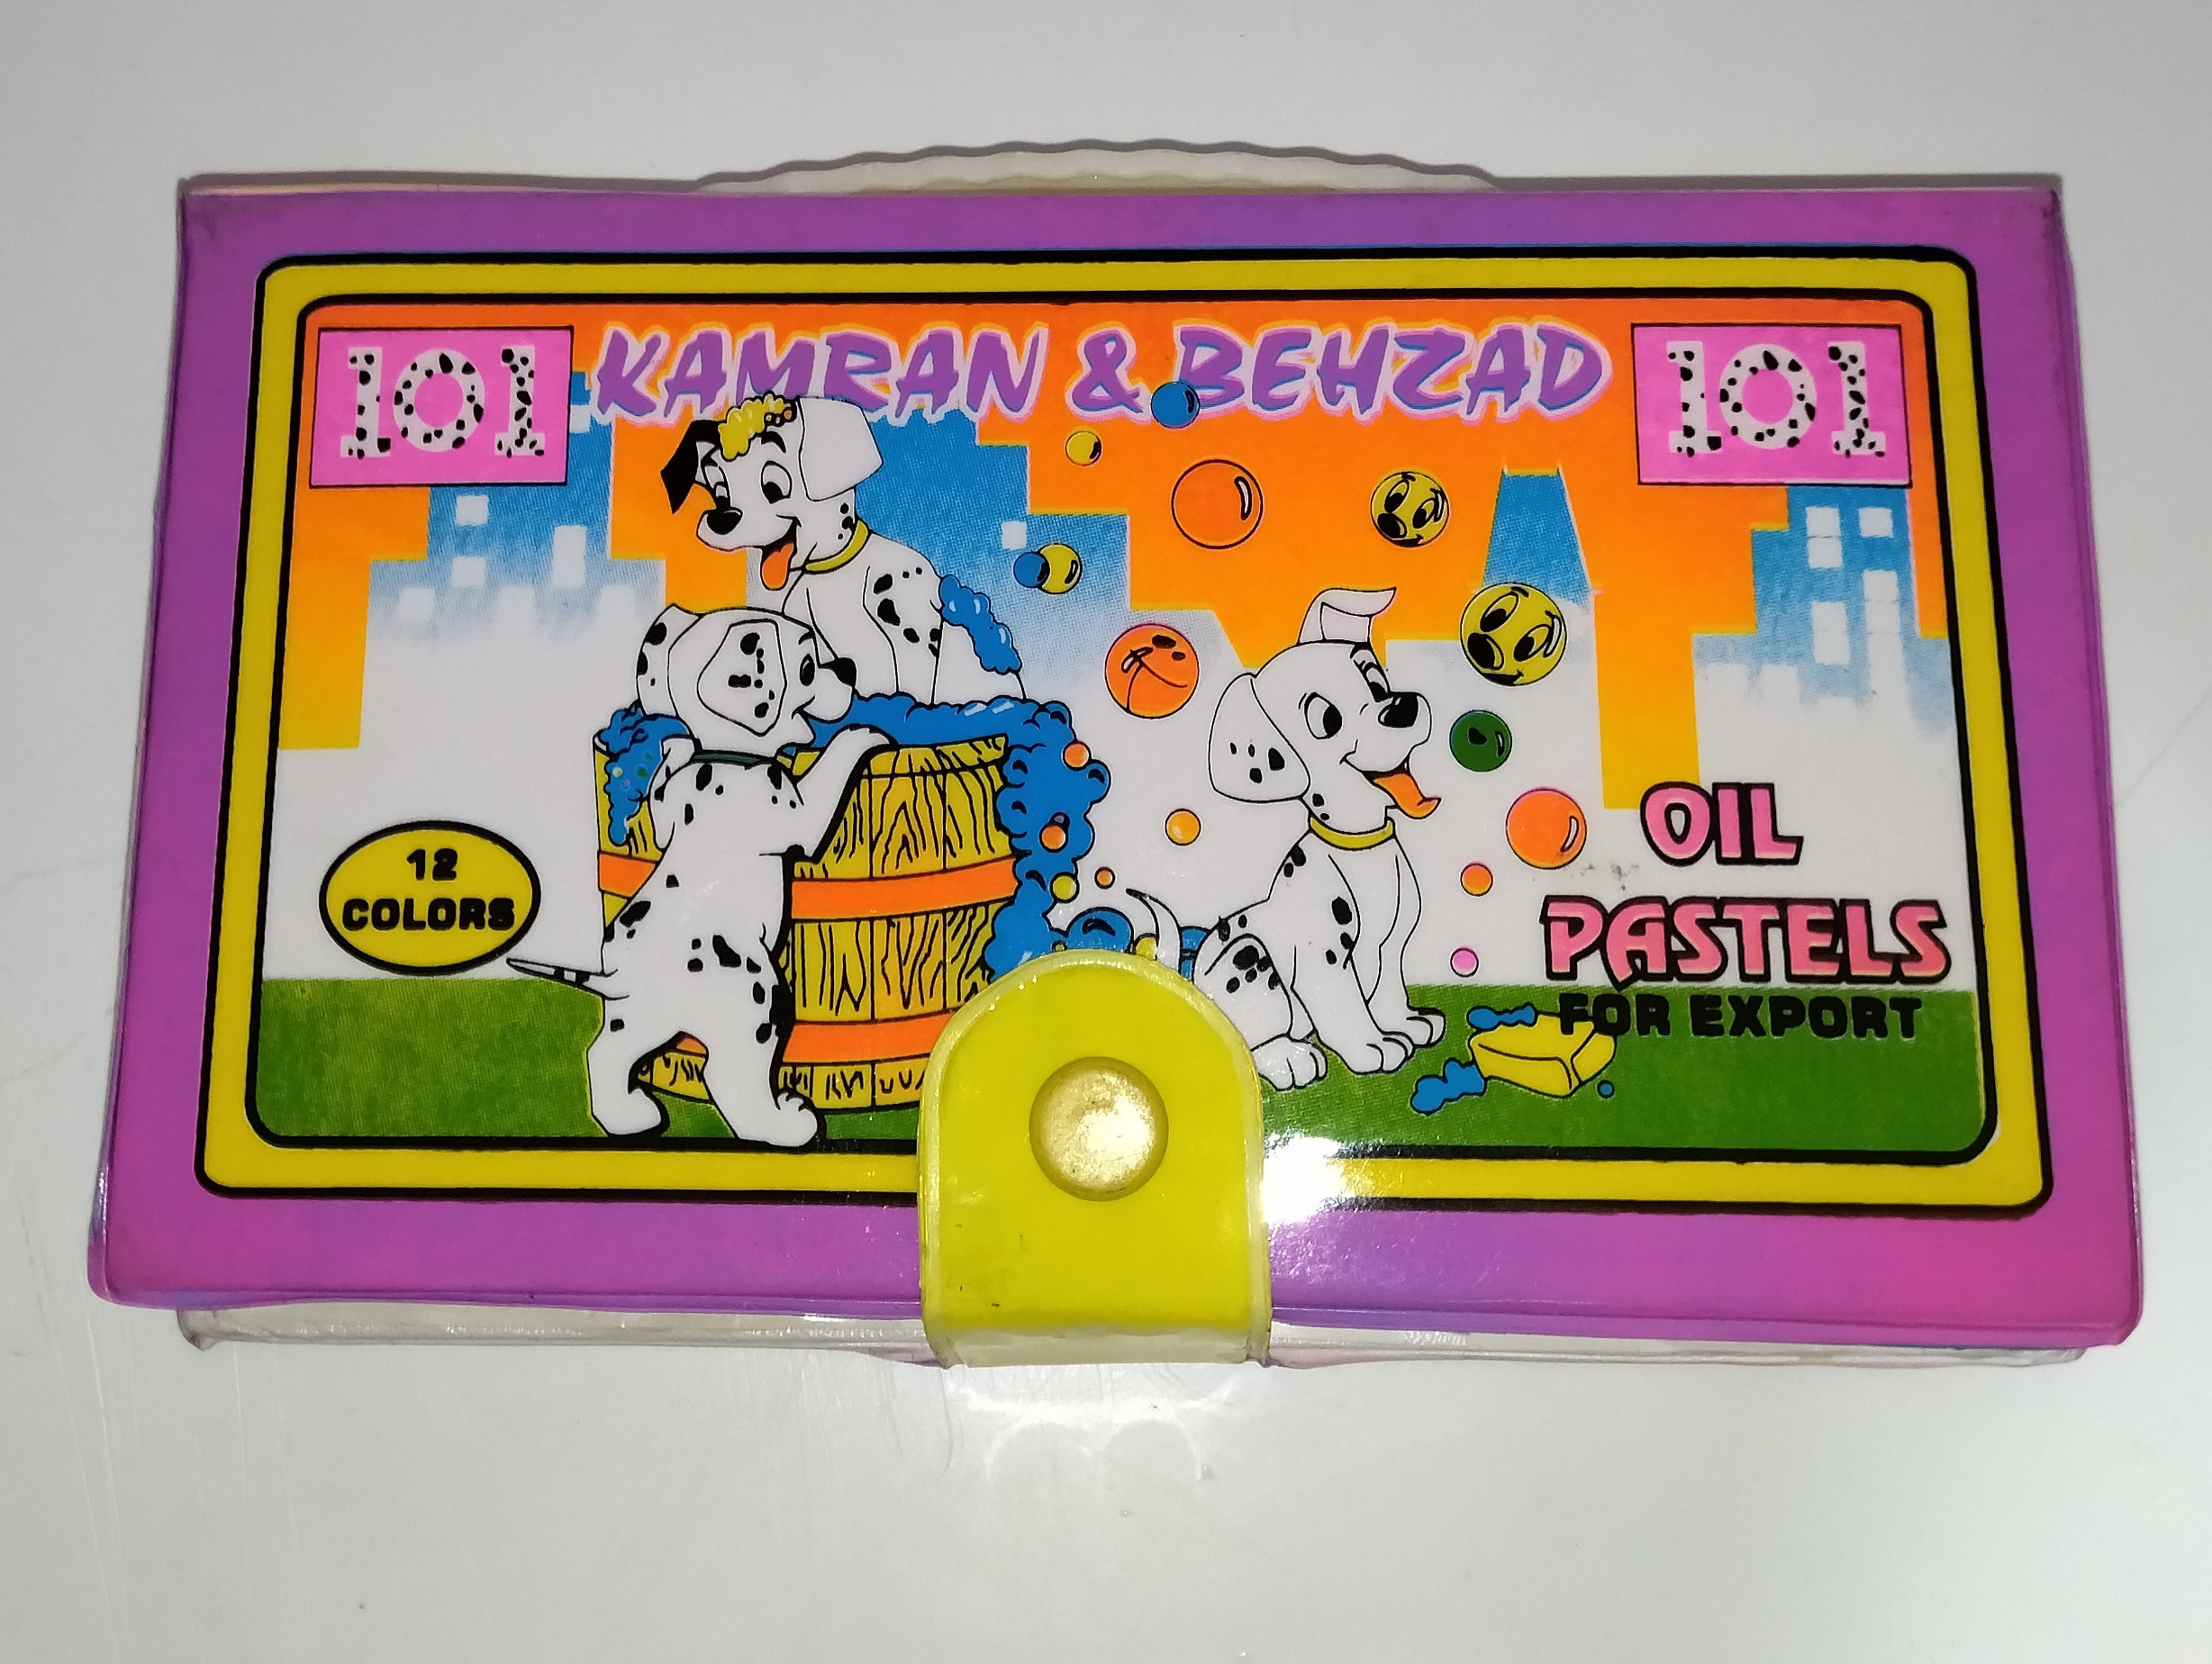 101 KAMRAN & BEHZAD 101
12
COLORS
OIL
PASTELS
FOR EXPORT